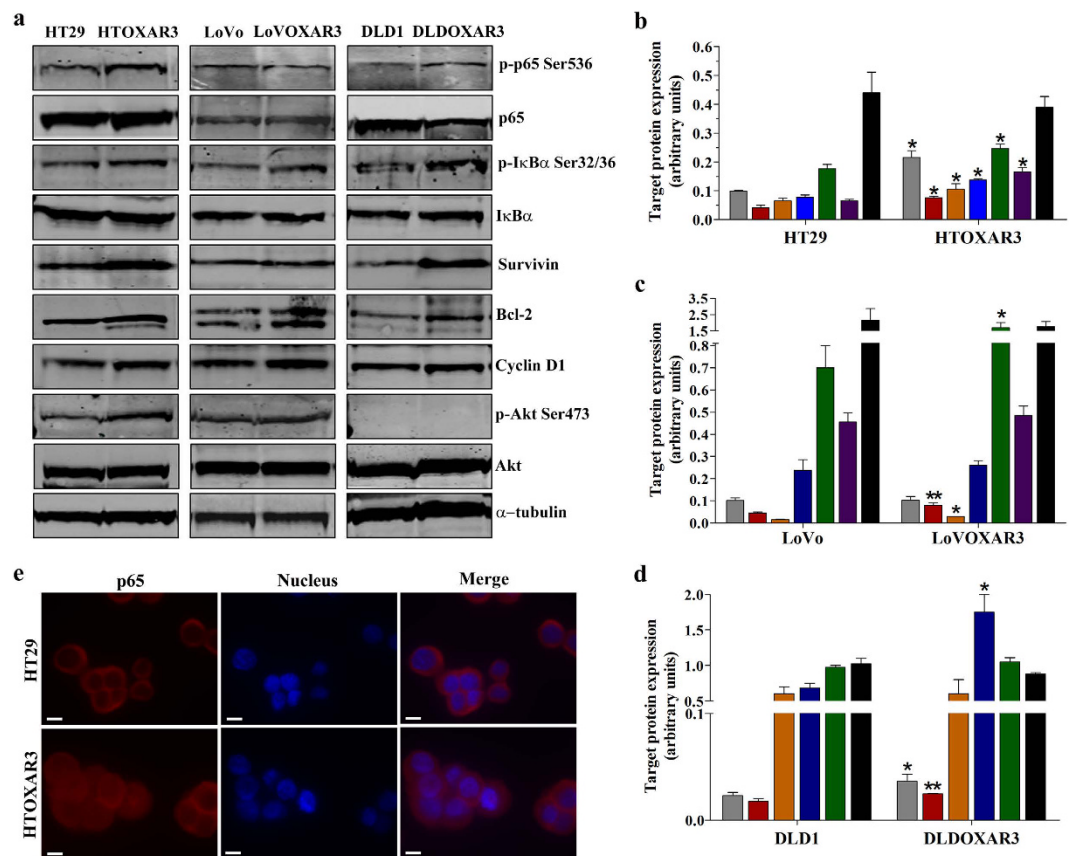 a
HT29 HTOXAR3 LoVo LoVOXAR3 DLD1 DLDOXAR3
p-p65 Ser536
p65
p-IκBα Ser32/36
IκBα
Survivin
Bcl-2
Cyclin D1
p-Akt Ser473
Akt
α-tubulin
b
Target protein expression
(arbitrary units)
0.6
0.5
0.4
0.3
0.2
0.1
0.0
* * * * * *
HT29 HTOXAR3
c
Target protein expression
(arbitrary units)
3.5
2.5
1.5
0.8
0.7
0.6
0.5
0.4
0.3
0.2
0.1
0.0
** * *
LoVo LoVOXAR3
d
Target protein expression
(arbitrary units)
2.0
1.5
1.0
0.5
0.1
0.0
* ** *
DLD1 DLDOXAR3
e
p65 Nucleus Merge
HT29
HTOXAR3